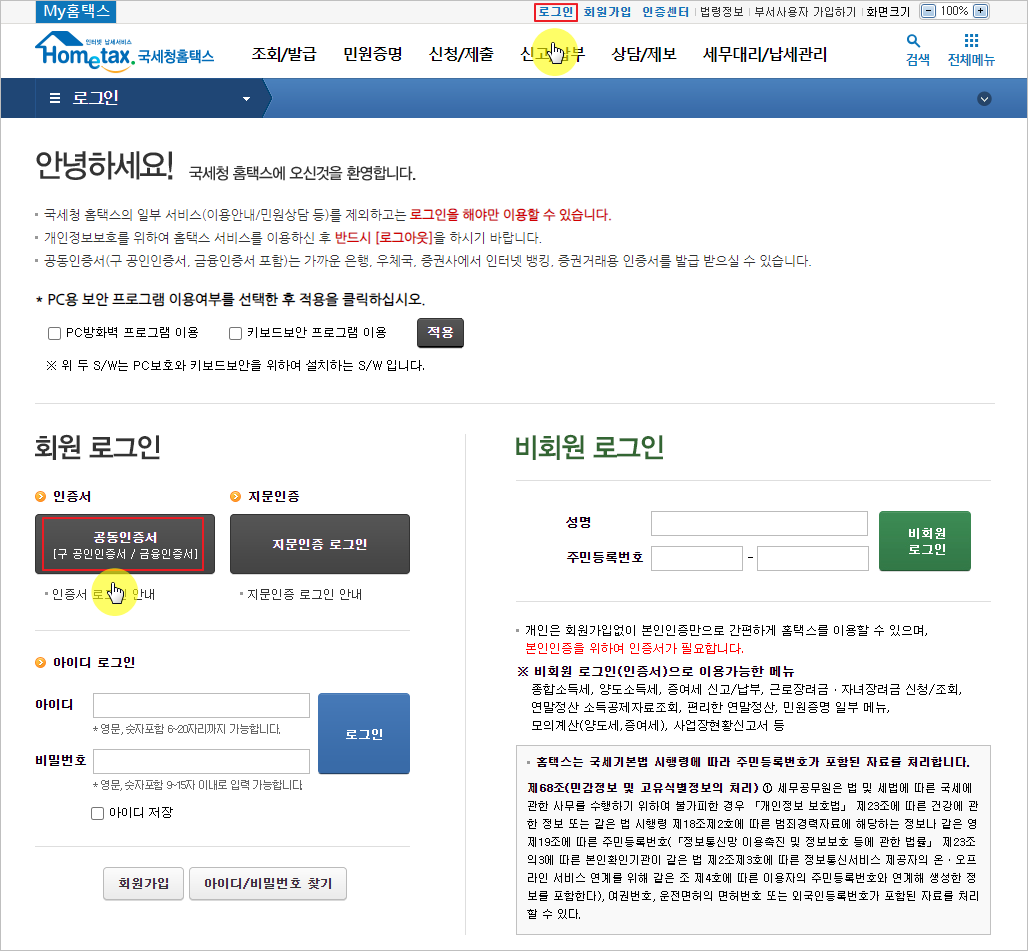 My홈택스
로그인 회원가입 인증센터 법령정보 부서사용자 가입하기 화면크기 100%
인터넷 납세서비스
Hometax. 국세청홈택스
조회/발급 민원증명 신청/제출 신고납부 상담/제보 세무대리/납세관리 검색 전체메뉴
로그인
안녕하세요! 국세청 홈택스에 오신것을 환영합니다.
국세청 홈택스의 일부 서비스(이용안내/민원상담 등)를 제외하고는 로그인을 해야만 이용할 수 있습니다.
개인정보보호를 위하여 홈택스 서비스를 이용하신 후 반드시 [로그아웃]을 하시기 바랍니다.
공동인증서(구 공인인증서, 금융인증서 포함)는 가까운 은행, 우체국, 증권사에서 인터넷 뱅킹, 증권거래용 인증서를 발급 받으실 수 있습니다.
* PC용 보안 프로그램 이용여부를 선택한 후 적용을 클릭하십시오.
PC방화벽 프로그램 이용 키보드보안 프로그램 이용 적용
※ 위 두 S/W는 PC보호와 키보드보안을 위하여 설치하는 S/W 입니다.
회원 로그인
인증서 지문인증
공동인증서
[구 공인인증서 / 금융인증서]
지문인증 로그인
인증서 로그인 안내 지문인증 로그인 안내
아이디 로그인
아이디
* 영문, 숫자포함 6-20자리까지 가능합니다.
비밀번호
* 영문, 숫자포함 9-15자 이내로 입력 가능합니다.
로그인
아이디 저장
회원가입 아이디/비밀번호 찾기
비회원 로그인
성명
주민등록번호 -
비회원
로그인
개인은 회원가입없이 본인인증만으로 간편하게 홈택스를 이용할 수 있으며,
본인인증을 위하여 인증서가 필요합니다.
※ 비회원 로그인(인증서)으로 이용가능한 메뉴
종합소득세, 양도소득세, 증여세 신고/납부, 근로장려금 · 자녀장려금 신청/조회,
연말정산 소득공제자료조회, 편리한 연말정산, 민원증명 일부 메뉴,
모의계산(양도세,증여세), 사업장현황신고서 등
홈택스는 국세기본법 시행령에 따라 주민등록번호가 포함된 자료를 처리합니다.
제68조(민감정보 및 고유식별정보의 처리) ① 세무공무원은 법 및 세법에 따른 국세에
관한 사무를 수행하기 위하여 불가피한 경우 「개인정보 보호법」 제23조에 따른 건강에 관
한 정보 또는 같은 법 시행령 제18조제2호에 따른 범죄경력자료에 해당하는 정보나 같은 영
제19조에 따른 주민등록번호(「정보통신망 이용촉진 및 정보보호 등에 관한 법률」 제23조
의3에 따른 본인확인기관이 같은 법 제2조제3호에 따른 정보통신서비스 제공자의 온 · 오프
라인 서비스 연계를 위해 같은 조 제4호에 따른 이용자의 주민등록번호와 연계해 생성한 정
보를 포함한다), 여권번호, 운전면허의 면허번호 또는 외국인등록번호가 포함된 자료를 처리
할 수 있다.